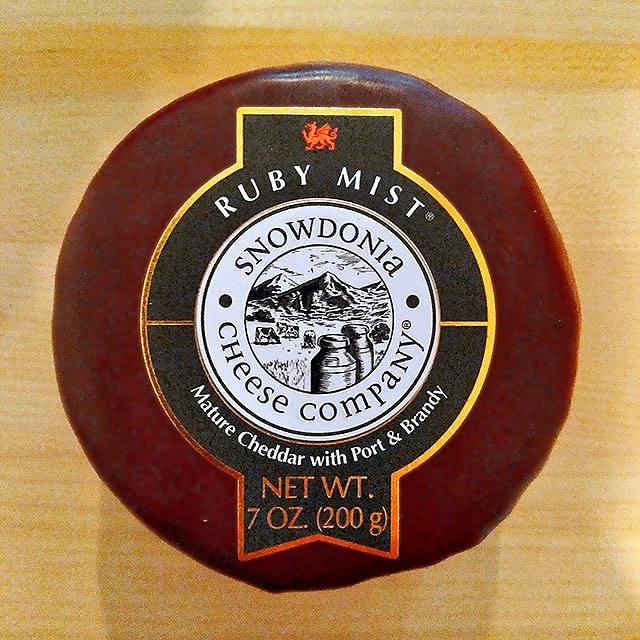 RUBY MIST®
SNOWDONIA
CHEESE COMPANY®
Mature Cheddar with Port & Brandy
NET WT.
7 OZ. (200 g)